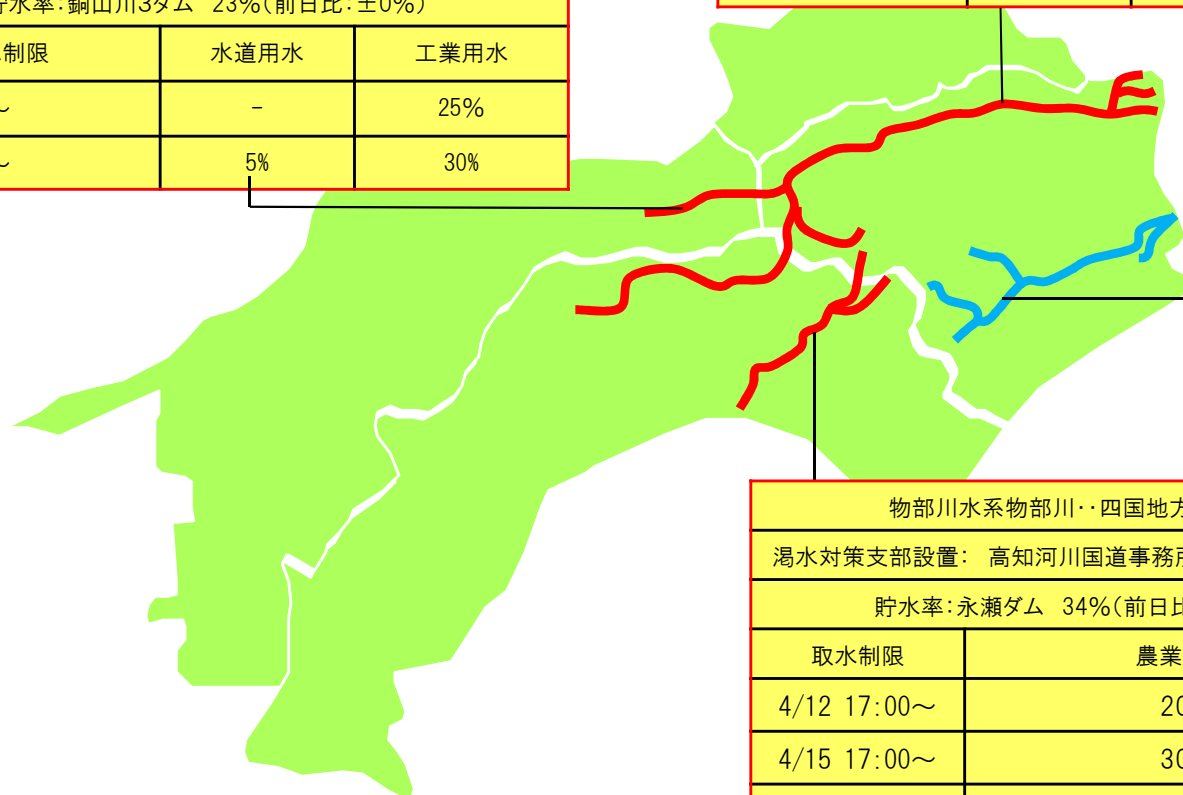 貯水率：銅山川3ダム 23%（前日比：±0%）
制限 水道用水 工業用水
～ - 25%
～ 5% 30%
物部川水系物部川‥四国地方
渇水対策支部設置： 高知河川国道事務所
貯水率：永瀬ダム 34%（前日比
取水制限 農業
4/12 17:00～ 20
4/15 17:00～ 30